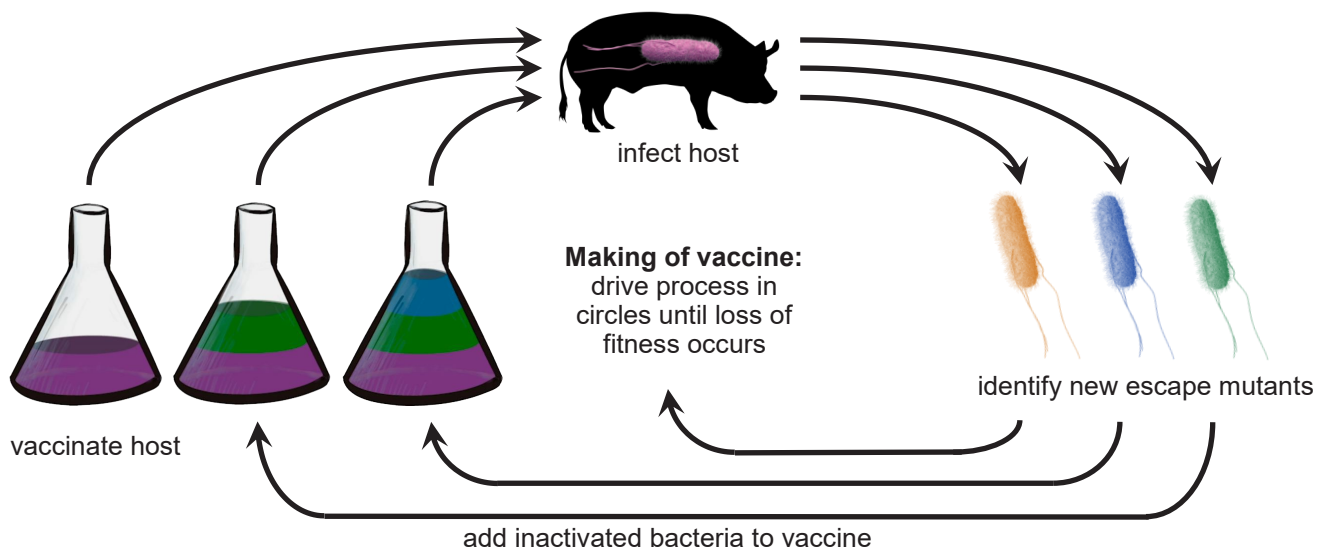 infect host
Making of vaccine:
drive process in
circles until loss of
fitness occurs
identify new escape mutants
vaccinate host
add inactivated bacteria to vaccine